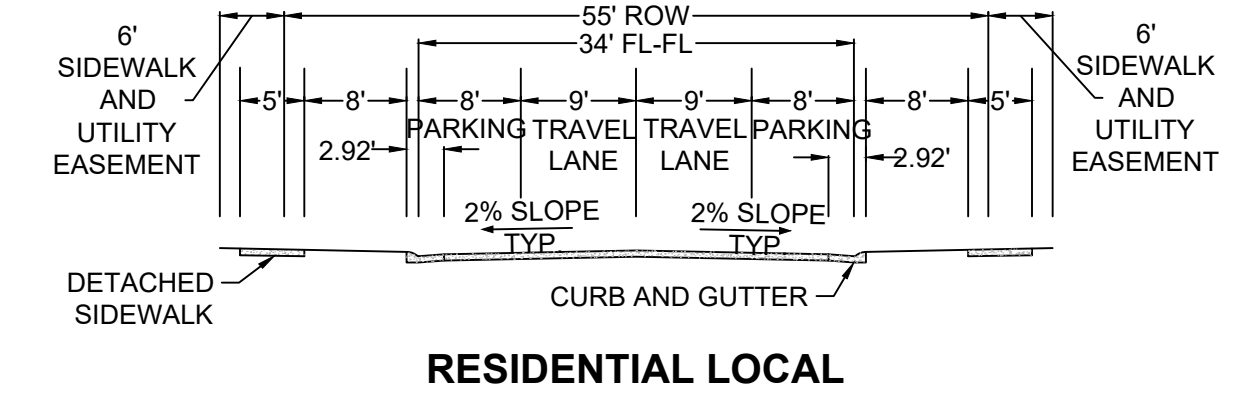 55' ROW
34' FL-FL
6'
SIDEWALK
AND
UTILITY
EASEMENT
6'
SIDEWALK
AND
UTILITY
EASEMENT
5' 8' 8' 9' 9' 8' 8' 5'
PARKING TRAVEL TRAVEL PARKING
LANE LANE
2.92' 2.92'
2% SLOPE 2% SLOPE
TYP. TYP.
DETACHED
SIDEWALK
CURB AND GUTTER
RESIDENTIAL LOCAL